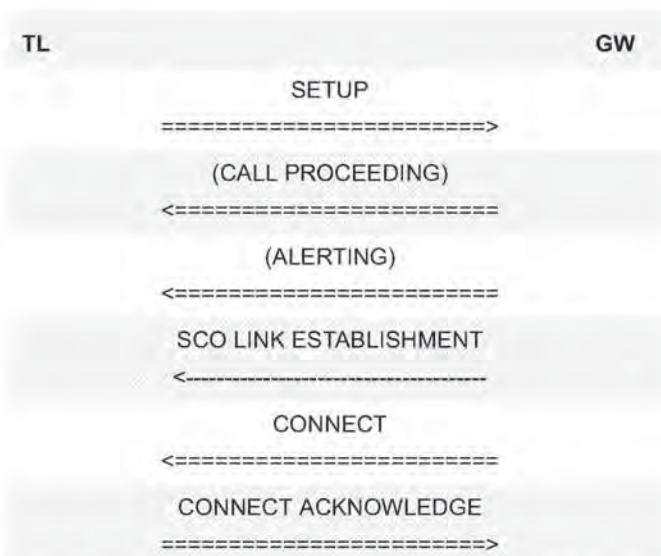 TL GW
SETUP
========================>
(CALL PROCEEDING)
<========================
(ALERTING)
<========================
SCO LINK ESTABLISHMENT
<---------------------------------------
CONNECT
<========================
CONNECT ACKNOWLEDGE
========================>